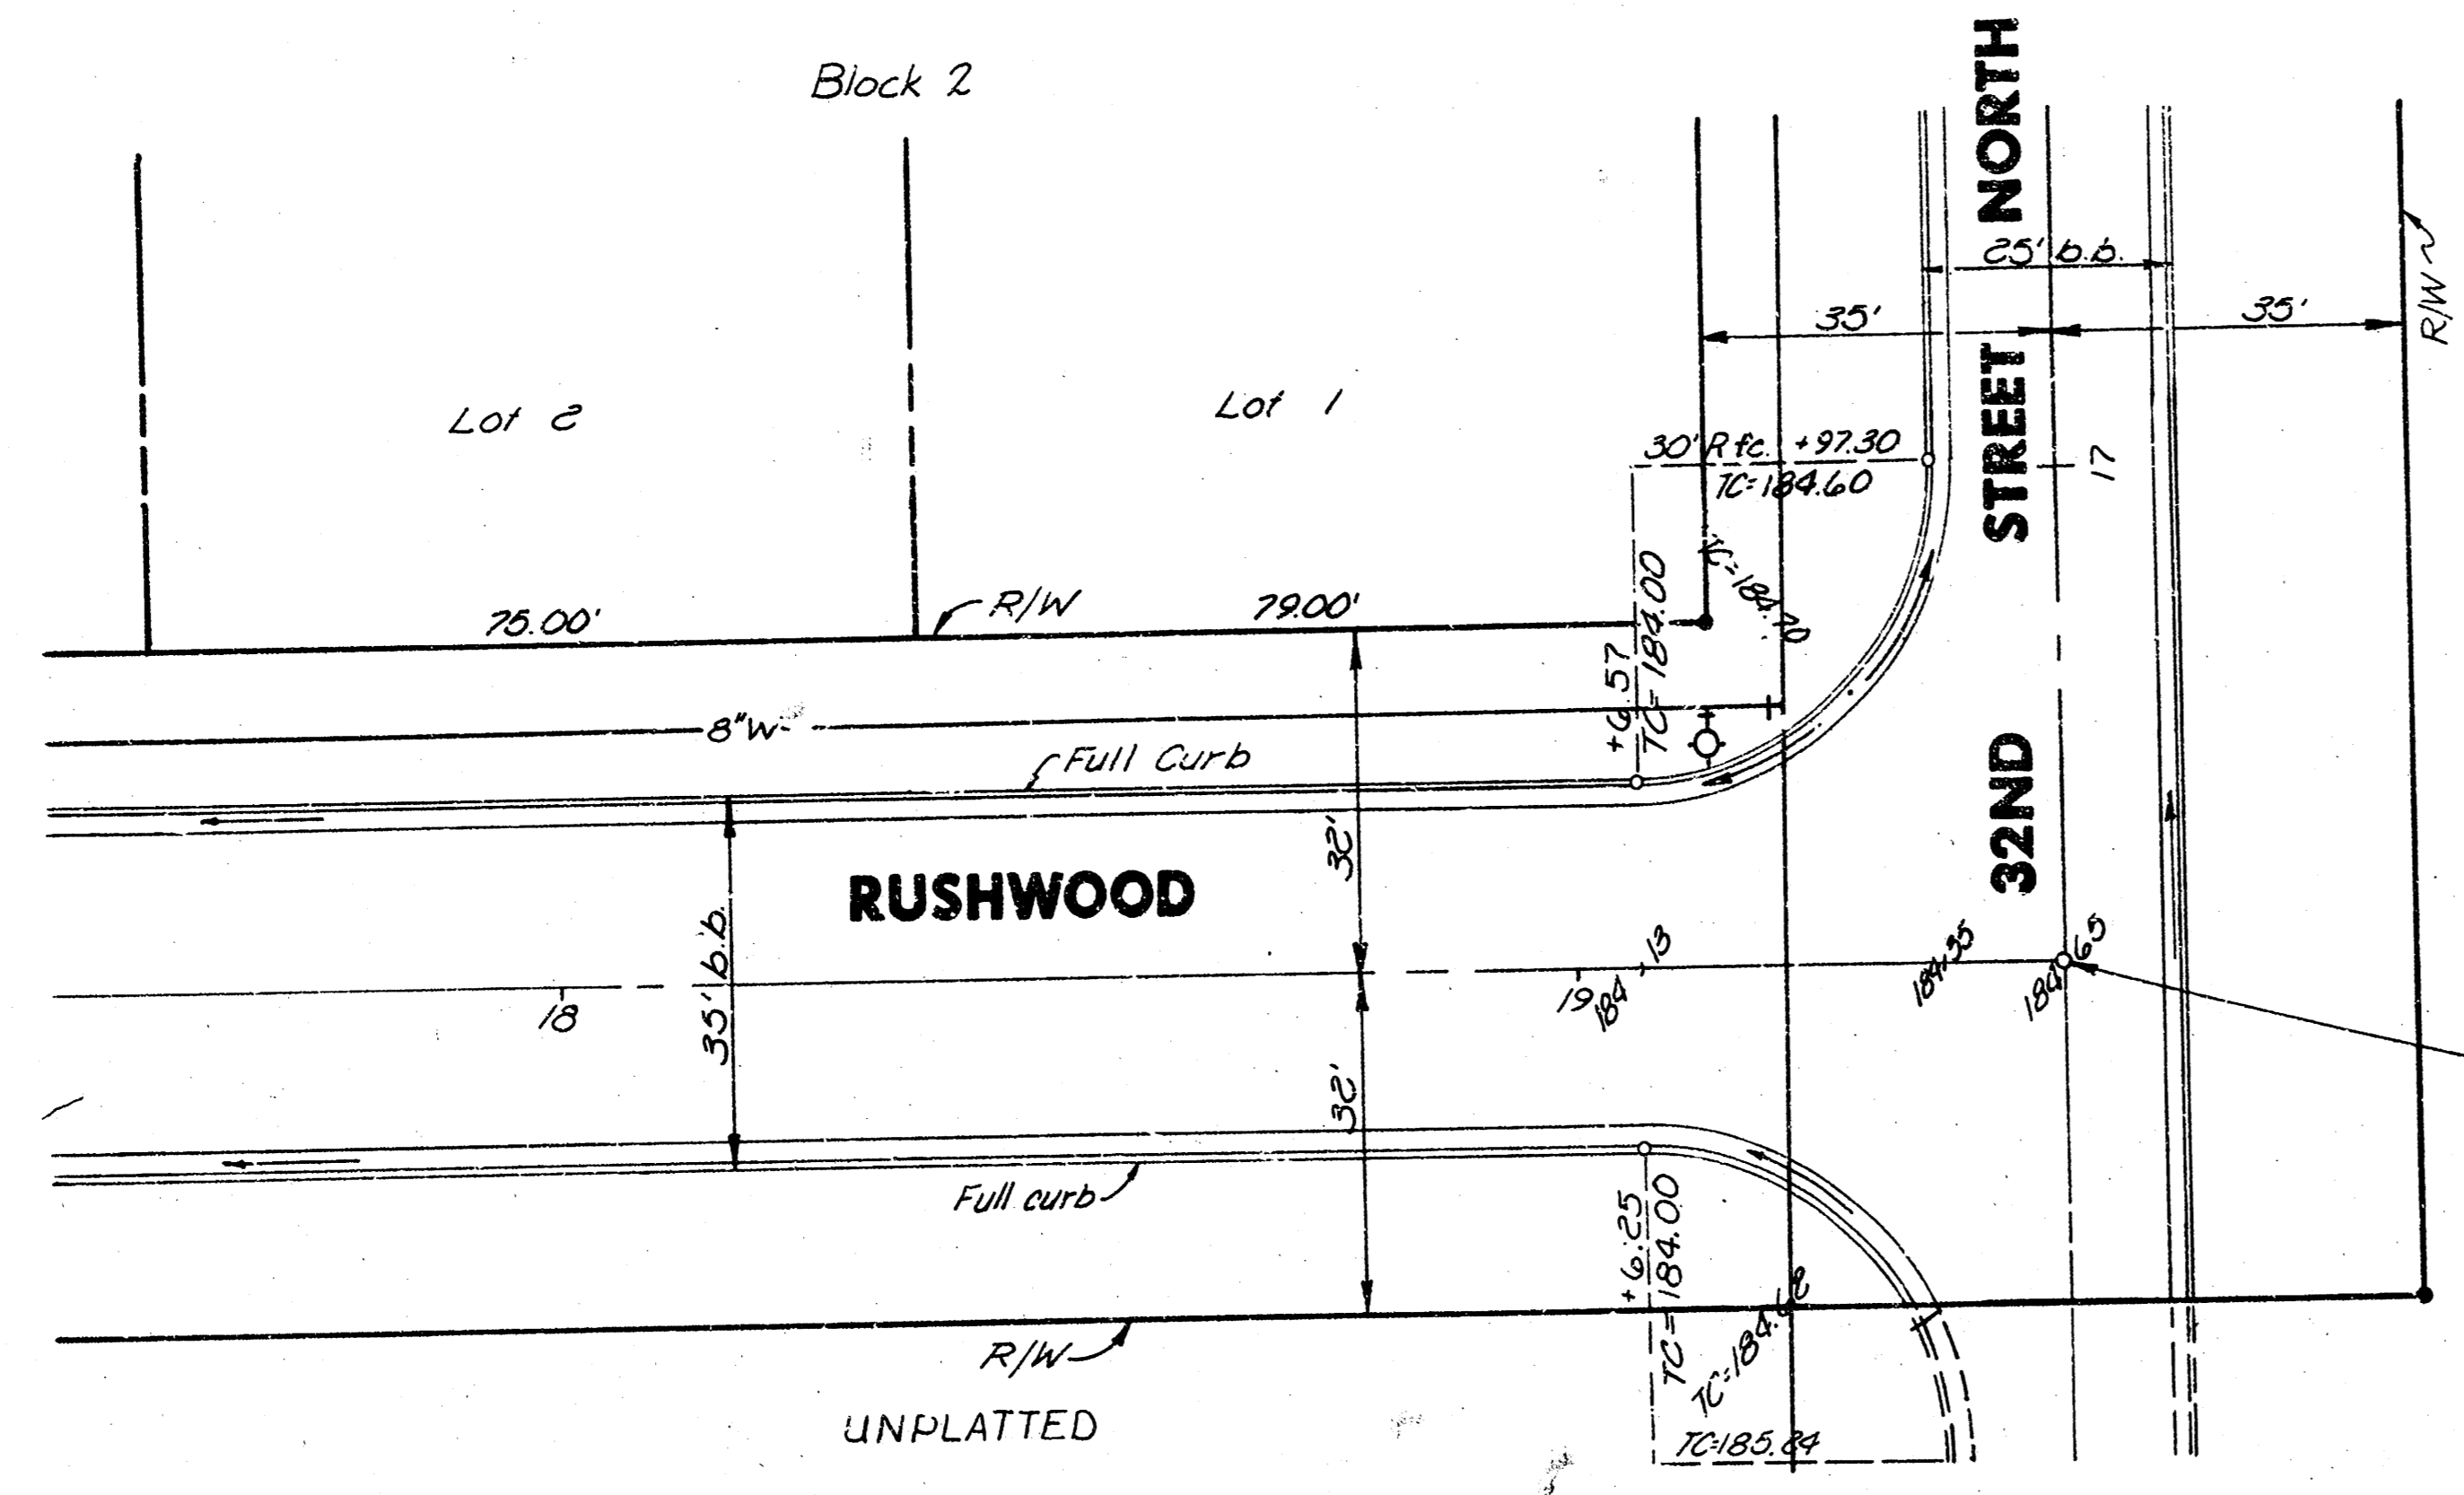 Block 2
Lot 2
Lot 1
75.00'
R/W
79.00'
8"W
Full Curb
RUSHWOOD
35' b.b.
32'
32'
18
19
184.13
184.35
184.65
Full curb
R/W
UNPLATTED
30' R fc. +97.30
TC=184.60
+6.57
TC=184.00
+6.25
TC=184.00
TC=185.84
25' b.b.
35'
35'
R/W
17
32ND STREET NORTH